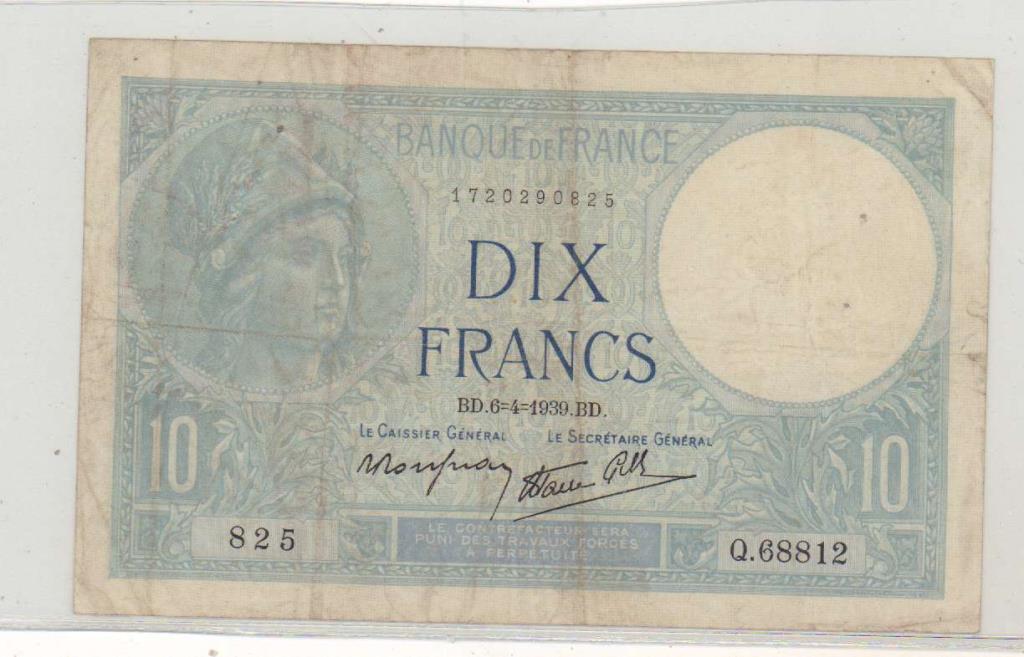 BANQUE DE FRANCE
1720290825
DIX
FRANCS
BD.6=4=1939.BD.
LE CAISSIER GÉNÉRAL LE SECRÉTAIRE GÉNÉRAL
10 10
825 Q.68812
LE CONTREFACTEUR SERA
PUNI DES TRAVAUX FORCÉS
À PERPÉTUITÉ